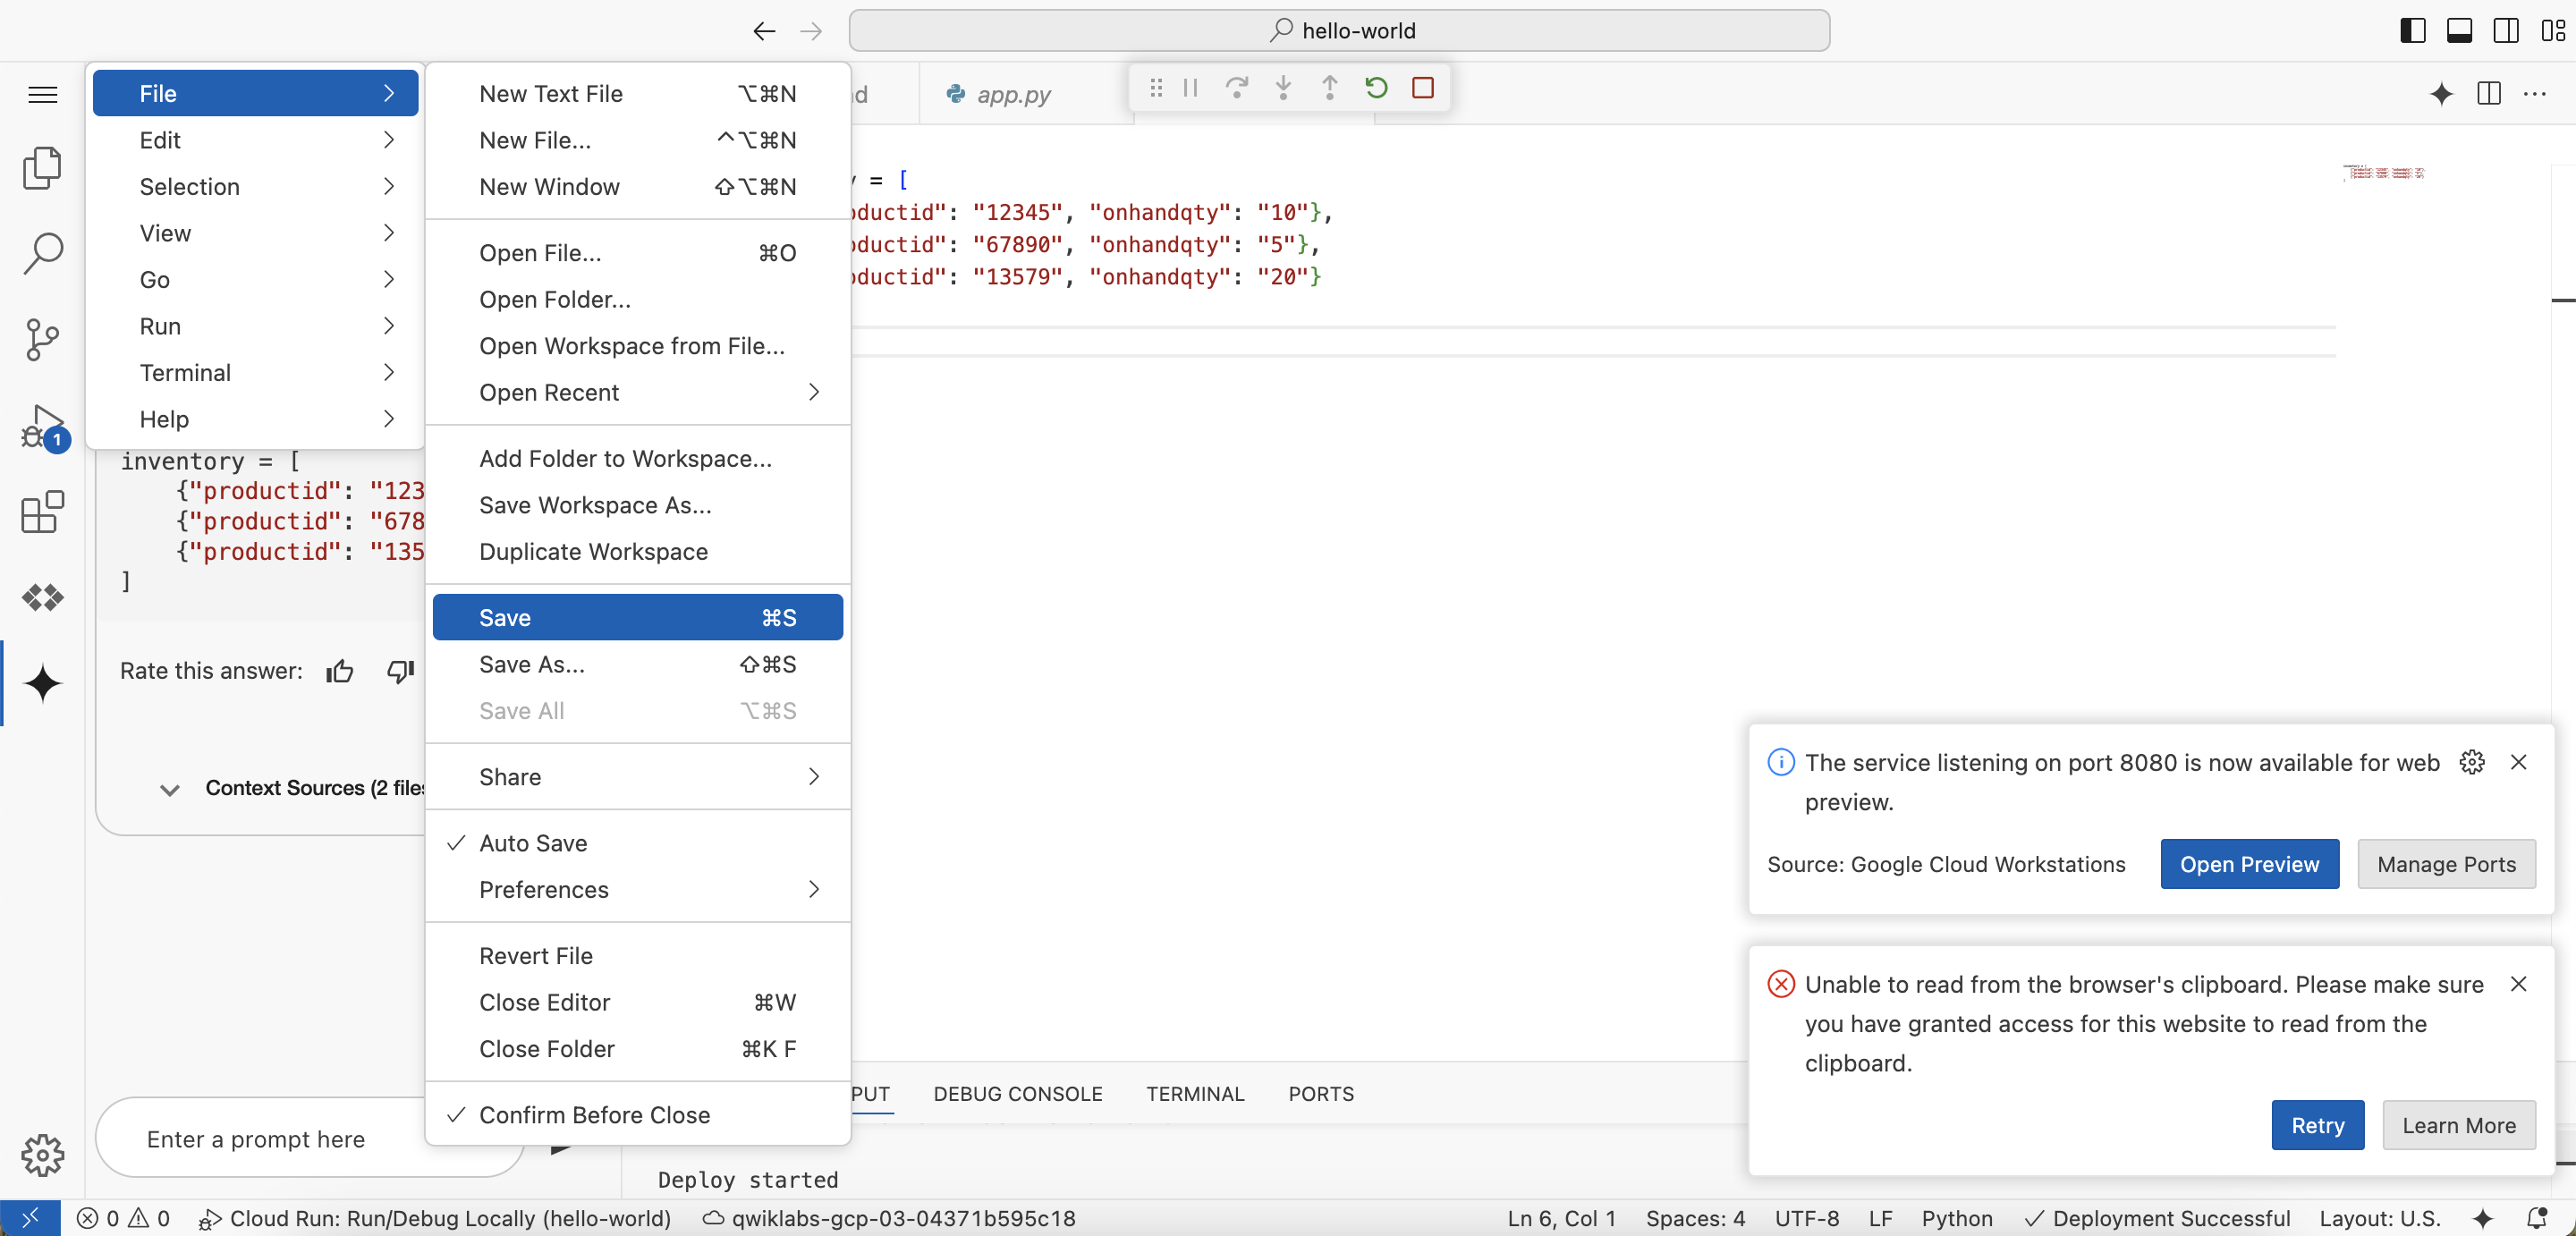 hello-world
File
Edit
Selection
View
Go
Run
Terminal
Help
New Text File ⌥⌘N
New File... ^⌥⌘N
New Window ⇧⌥⌘N
Open File... ⌘O
Open Folder...
Open Workspace from File...
Open Recent
Add Folder to Workspace...
Save Workspace As...
Duplicate Workspace
Save ⌘S
Save As... ⇧⌘S
Save All ⌥⌘S
Share
Auto Save
Preferences
Revert File
Close Editor ⌘W
Close Folder ⌘K F
Confirm Before Close
app.py
= [
ductid": "12345", "onhandqty": "10"},
ductid": "67890", "onhandqty": "5"},
ductid": "13579", "onhandqty": "20"}
inventory = [
{"productid": "123
{"productid": "678
{"productid": "135
]
Rate this answer:
Context Sources (2 files
Enter a prompt here
1
The service listening on port 8080 is now available for web
preview.
Source: Google Cloud Workstations Open Preview Manage Ports
Unable to read from the browser's clipboard. Please make sure
you have granted access for this website to read from the
clipboard.
Retry Learn More
PUT DEBUG CONSOLE TERMINAL PORTS
Deploy started
0 0 Cloud Run: Run/Debug Locally (hello-world) qwiklabs-gcp-03-04371b595c18 Ln 6, Col 1 Spaces: 4 UTF-8 LF Python Deployment Successful Layout: U.S.